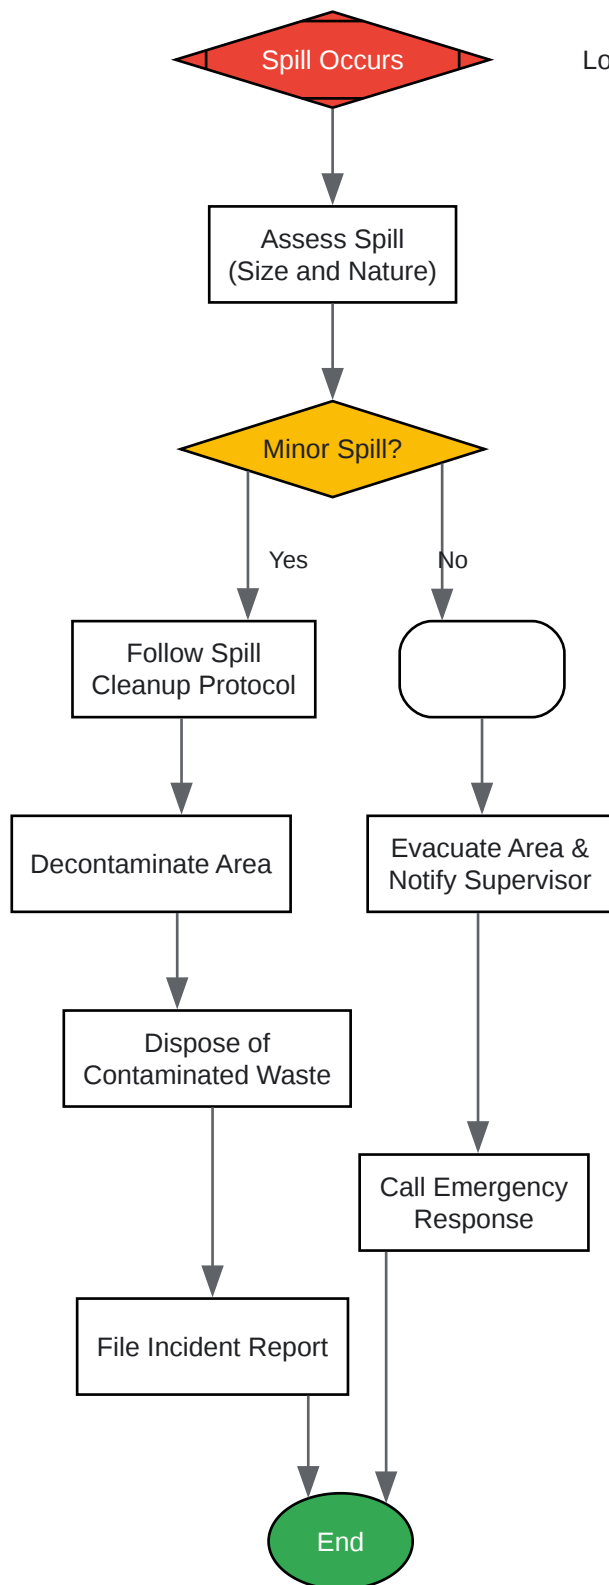 Spill Occurs
Lo
Assess Spill
(Size and Nature)
Minor Spill?
Yes
No
Follow Spill
Cleanup Protocol
Decontaminate Area
Evacuate Area &
Notify Supervisor
Dispose of
Contaminated Waste
Call Emergency
Response
File Incident Report
End